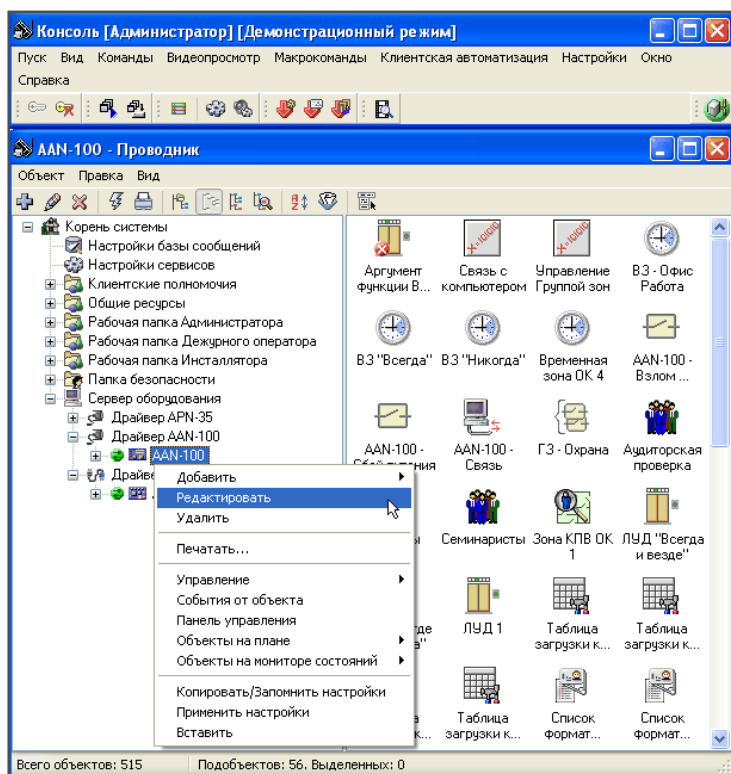 Консоль [Администратор] [Демонстрационный режим]
Пуск Вид Команды Видеопросмотр Макрокоманды Клиентская автоматизация Настройки Окно
Справка
AAN-100 - Проводник
Объект Правка Вид
Корень системы
Настройки базы сообщений
Настройки сервисов
Клиентские полномочия
Общие ресурсы
Рабочая папка Администратора
Рабочая папка Дежурного оператора
Рабочая папка Инсталлятора
Папка безопасности
Сервер оборудования
Драйвер APN-35
Драйвер AAN-100
AAN-100
Драйве
Добавить
Редактировать
Удалить
Печатать...
Управление
События от объекта
Панель управления
Объекты на плане
Объекты на мониторе состояний
Копировать/Запомнить настройки
Применить настройки
Вставить
Аргумент
функции В...
Связь с
компьютером
Управление
Группой зон
ВЗ - Офис
Работа
ВЗ "Всегда"
ВЗ "Никогда"
Временная
зона ОК 4
AAN-100 -
Взлом ...
AAN-100 -
AAN-100 -
Связь
ГЗ - Охрана
Аудиторская
проверка
Семинаристы
Зона КПВ ОК
1
ЛУД "Всегда
и везде"
ЛУД 1
Таблица
загрузки к...
Таблица
загрузки к...
Таблица
загрузки к...
Список
формат...
Список
формат...
Всего объектов: 515
Подобъектов: 56. Выделенных: 0